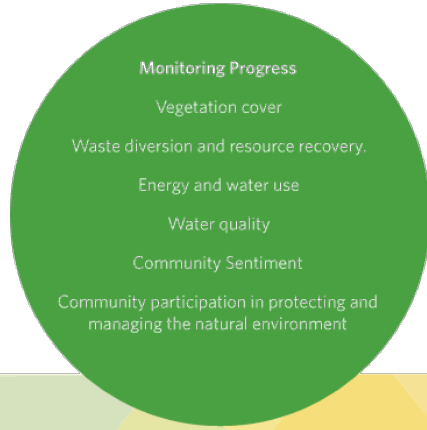 Monitoring Progress
Vegetation cover
Waste diversion and resource recovery.
Energy and water use
Water quality
Community Sentiment
Community participation in protecting and
managing the natural environment